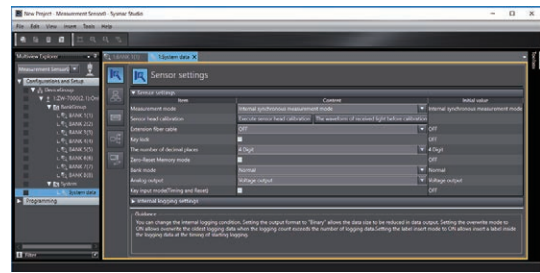 New Project - Measurement Sensor0 - Sysmac Studio
File Edit View Insert Tools Help
Multiview Explorer
Measurement Sensor0
Configurations and Setup
DeviceGroup
BankGroup
BANK 1(1)
BANK 2(2)
BANK 3(3)
BANK 4(4)
BANK 5(5)
BANK 6(6)
BANK 7(7)
BANK 8(8)
System
System data
Programming
Filter
System data
Sensor settings
Sensor settings
Item Content Initial value
Measurement mode Internal synchronous measurement mode Internal synchronous measurement mode
Sensor head calibration Execute sensor head calibration The waveform of received light before calibration
Extension fiber cable OFF OFF
Key lock OFF
The number of decimal places 4 Digit 4 Digit
Zero-Reset Memory mode OFF
Bank mode Normal Normal
Analog output Voltage output Voltage output
Key input mode(Timing and Reset) OFF
Internal logging settings
Guidance
You can change the internal logging condition. Setting the output format to "Binary" allows the data size to be reduced in data output. Setting the overwrite mode to
ON allows overwrite the oldest logging data when the logging count exceeds the number of logging data.Setting the label insert mode to ON allows insert a label inside
the logging data at the timing of starting logging.